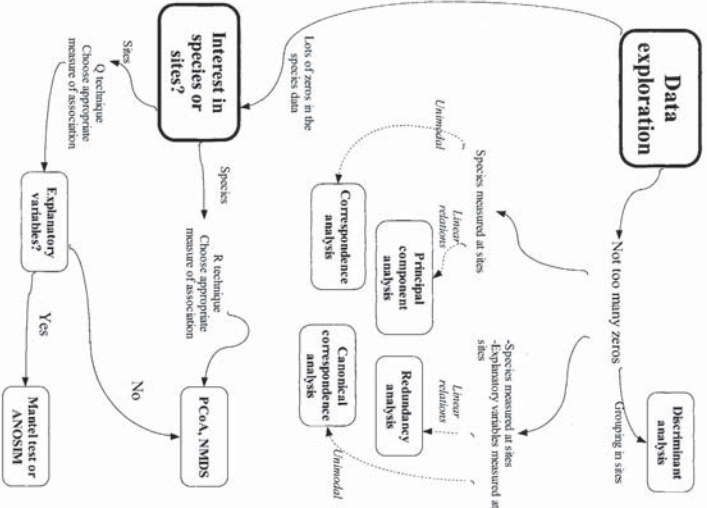 Data
exploration
Not too many zeros
Grouping in sites
Discriminant
analysis
Species measured at sites
-Species measured at sites
-Explanatory variables measured at
sites
Unimodal
Linear
relations
Linear
relations
Unimodal
Principal
component
analysis
Correspondence
analysis
Redundancy
analysis
Canonical
correspondence
analysis
Lots of zeros in the
species data
Interest in
species or
sites?
Species
R technique
Choose appropriate
measure of association
PCoA, NMDS
Sites
Q technique
Choose appropriate
measure of association
Explanatory
variables?
No
Yes
Mantel test or
ANOSIM